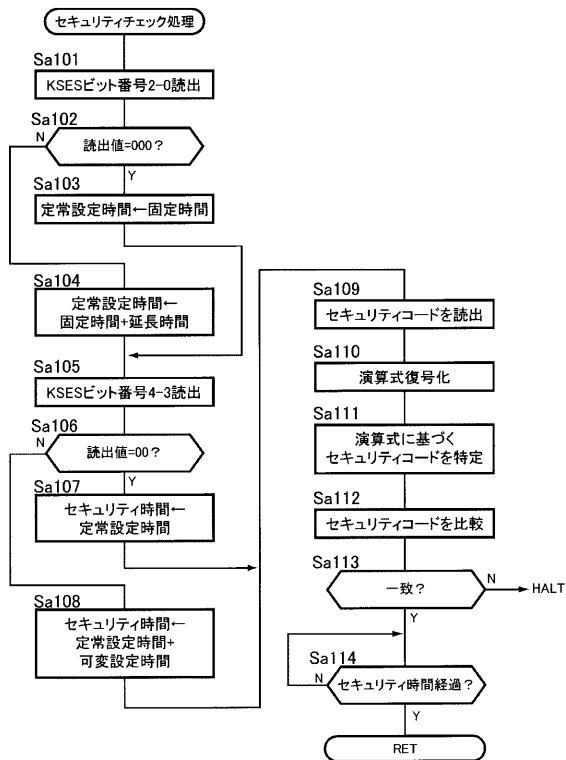 セキュリティチェック処理
Sa101
KSESビット番号2-0読出
Sa102
N
読出値=000?
Y
Sa103
定常設定時間←固定時間
Sa104
定常設定時間←
固定時間+延長時間
Sa105
KSESビット番号4-3読出
Sa106
N
読出値=00?
Y
Sa107
セキュリティ時間←
定常設定時間
Sa108
セキュリティ時間←
定常設定時間+
可変設定時間
Sa109
セキュリティコードを読出
Sa110
演算式復号化
Sa111
演算式に基づく
セキュリティコードを特定
Sa112
セキュリティコードを比較
Sa113
一致?
N
HALT
Y
Sa114
セキュリティ時間経過?
N
Y
RET